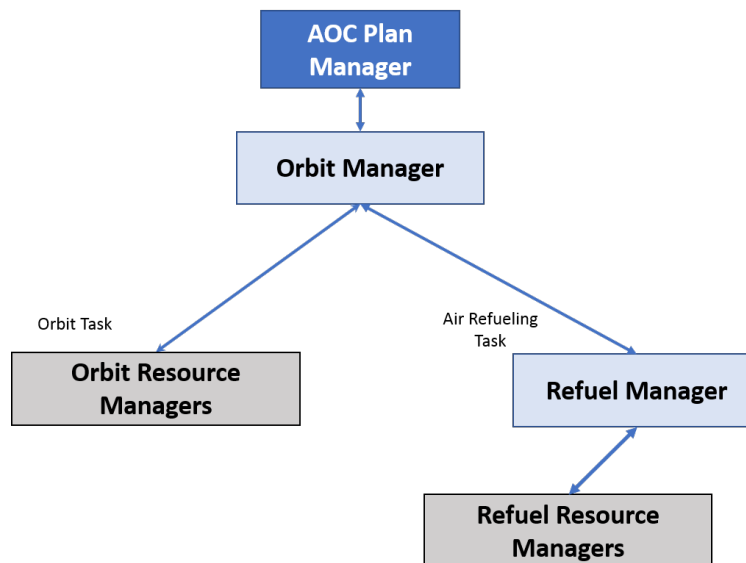 AOC Plan
Manager
Orbit Manager
Orbit Task
Air Refueling
Task
Orbit Resource
Managers
Refuel Manager
Refuel Resource
Managers